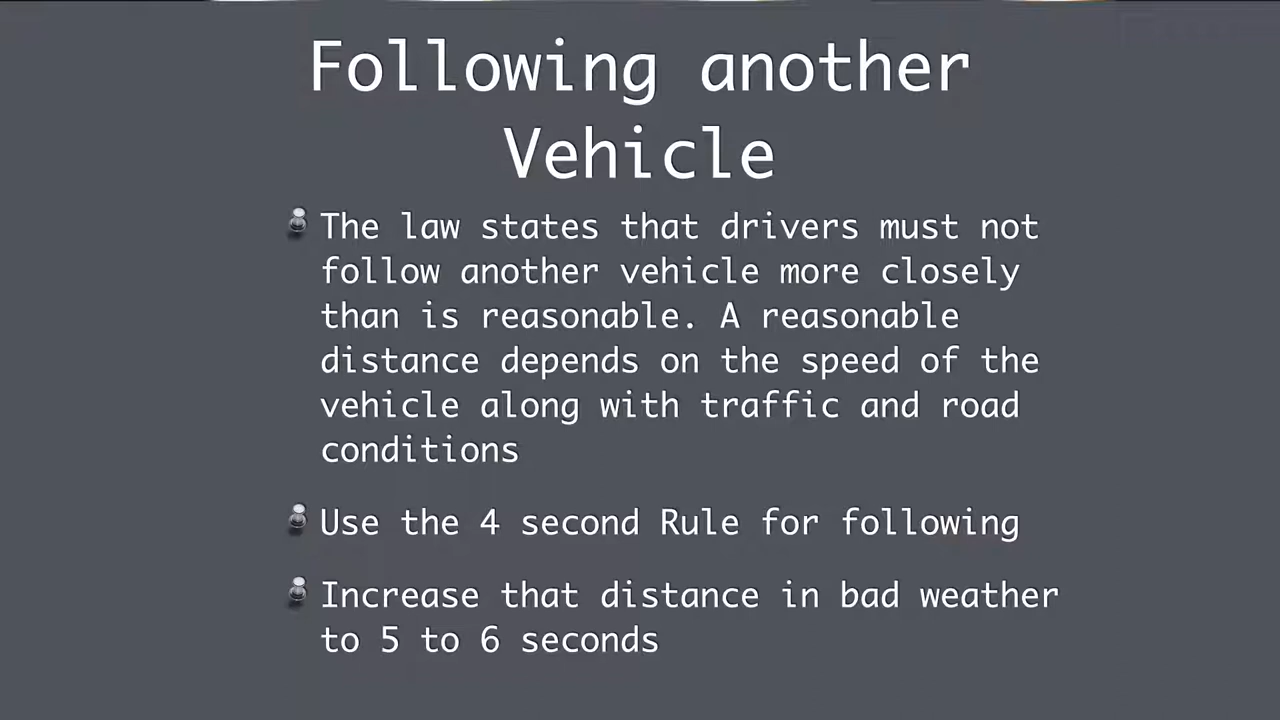 Following another
Vehicle
The law states that drivers must not
follow another vehicle more closely
than is reasonable. A reasonable
distance depends on the speed of the
vehicle along with traffic and road
conditions
Use the 4 second Rule for following
Increase that distance in bad weather
to 5 to 6 seconds